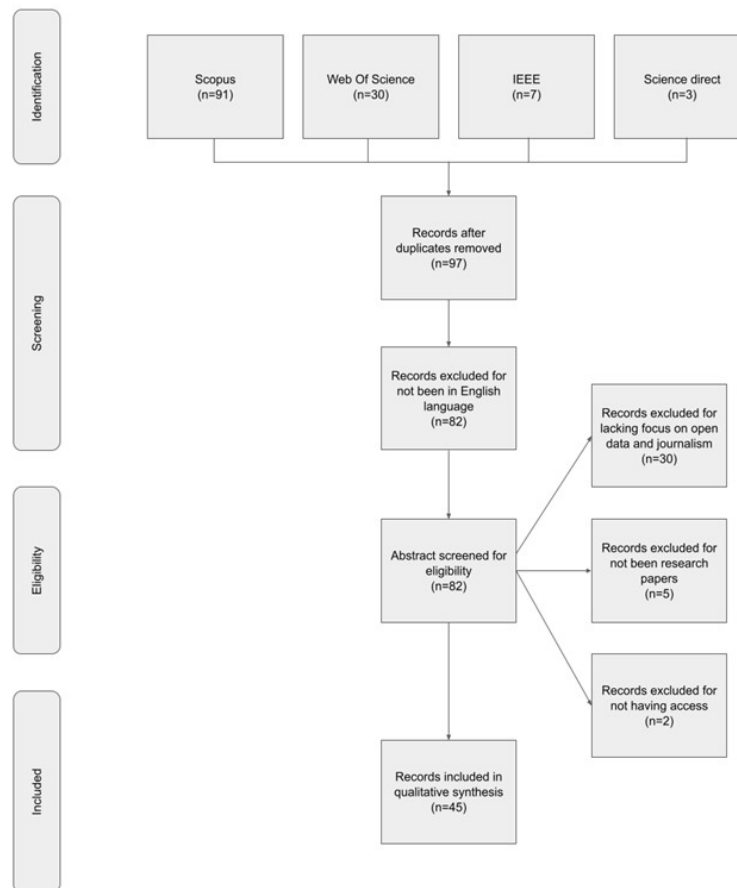 Identification
Scopus
(n=91)
Web Of Science
(n=30)
IEEE
(n=7)
Science direct
(n=3)
Screening
Records after
duplicates removed
(n=97)
Records excluded for
not been in English
language
(n=82)
Records excluded for
lacking focus on open
data and journalism
(n=30)
Eligibility
Abstract screened for
eligibility
(n=82)
Records excluded for
not been research
papers
(n=5)
Records excluded for
not having access
(n=2)
Included
Records included in
qualitative synthesis
(n=45)